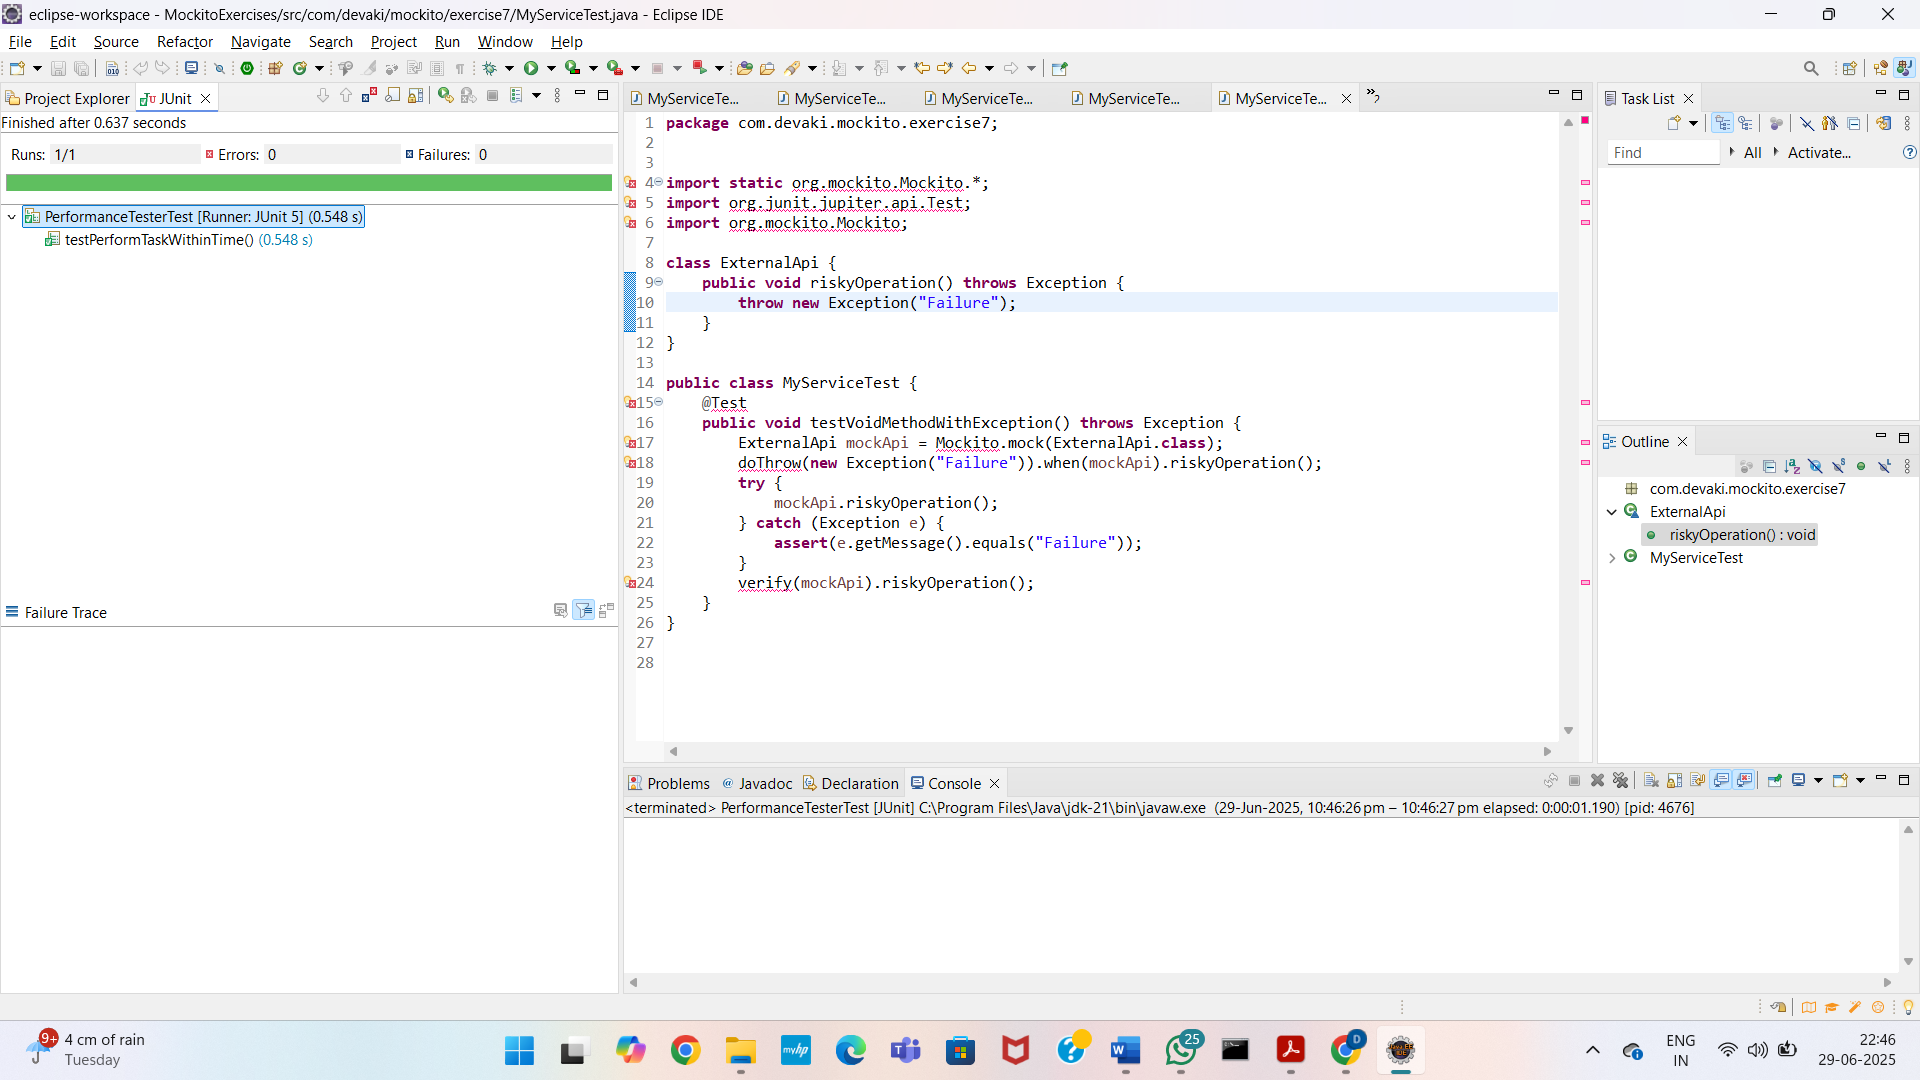 eclipse-workspace - MockitoExercises/src/com/devaki/mockito/exercise7/MyServiceTest.java - Eclipse IDE
File Edit Source Refactor Navigate Search Project Run Window Help
Project Explorer JUnit
Finished after 0.637 seconds
Runs: 1/1 Errors: 0 Failures: 0
PerformanceTesterTest [Runner: JUnit 5] (0.548 s)
testPerformTaskWithinTime() (0.548 s)
Failure Trace
MyServiceTe... MyServiceTe... MyServiceTe... MyServiceTe... MyServiceTe... »7
1 package com.devaki.mockito.exercise7;
2
3
4 import static org.mockito.Mockito.*;
5 import org.junit.jupiter.api.Test;
6 import org.mockito.Mockito;
7
8 class ExternalApi {
9 public void riskyOperation() throws Exception {
10 throw new Exception("Failure");
11 }
12 }
13
14 public class MyServiceTest {
15 @Test
16 public void testVoidMethodWithException() throws Exception {
17 ExternalApi mockApi = Mockito.mock(ExternalApi.class);
18 doThrow(new Exception("Failure")).when(mockApi).riskyOperation();
19 try {
20 mockApi.riskyOperation();
21 } catch (Exception e) {
22 assert(e.getMessage().equals("Failure"));
23 }
24 verify(mockApi).riskyOperation();
25 }
26 }
27
28
Task List
Find All Activate...
Outline
com.devaki.mockito.exercise7
ExternalApi
riskyOperation() : void
MyServiceTest
Problems @ Javadoc Declaration Console
<terminated> PerformanceTesterTest [JUnit] C:\Program Files\Java\jdk-21\bin\javaw.exe (29-Jun-2025, 10:46:26 pm – 10:46:27 pm elapsed: 0:00:01.190) [pid: 4676]
9+
4 cm of rain
Tuesday
myhp
25
D
ENG
IN
22:46
29-06-2025